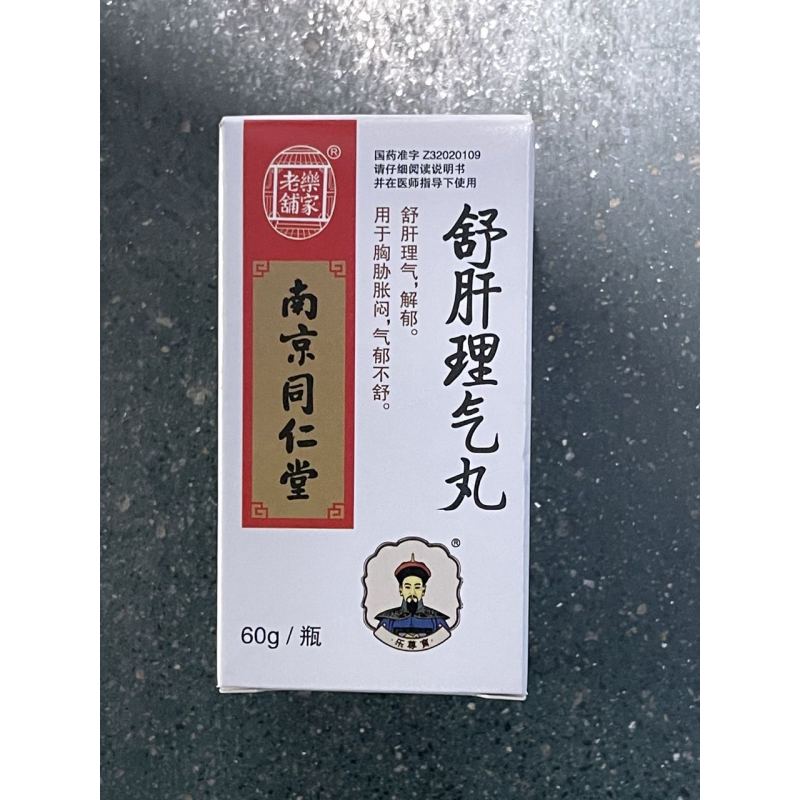 樂家
老舖
®
国药准字 Z32020109
请仔细阅读说明书
并在医师指导下使用
舒肝理气丸
舒肝理气，解郁。
用于胸胁胀闷，气郁不舒。
南京同仁堂
®
·乐尊育·
60g / 瓶